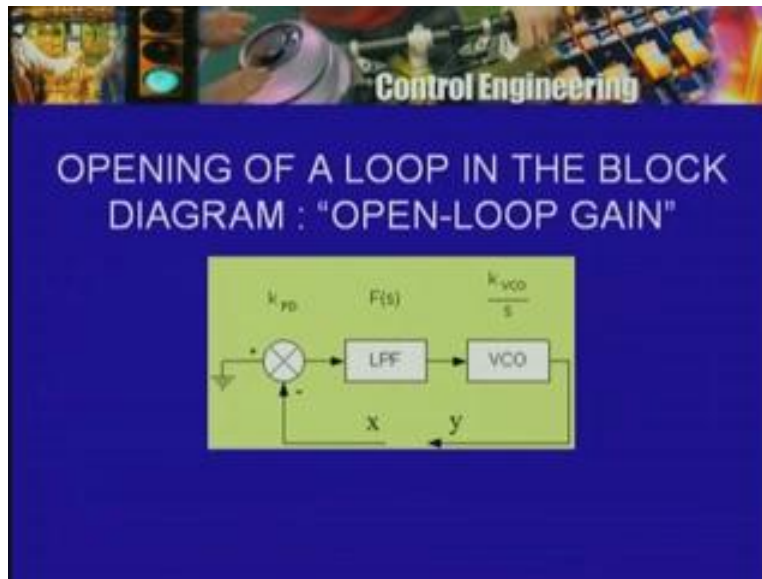 Control Engineering
OPENING OF A LOOP IN THE BLOCK
DIAGRAM : "OPEN-LOOP GAIN"
k PD F(s) k VCO
s
+
LPF VCO
-
x y